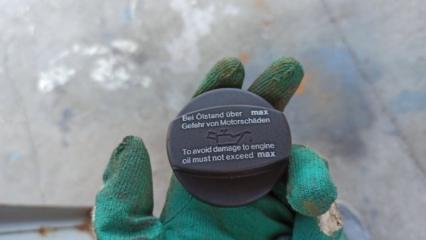 Bei Ölstand über max
Gefahr von Motorschäden
To avoid damage to engine
oil must not exceed max